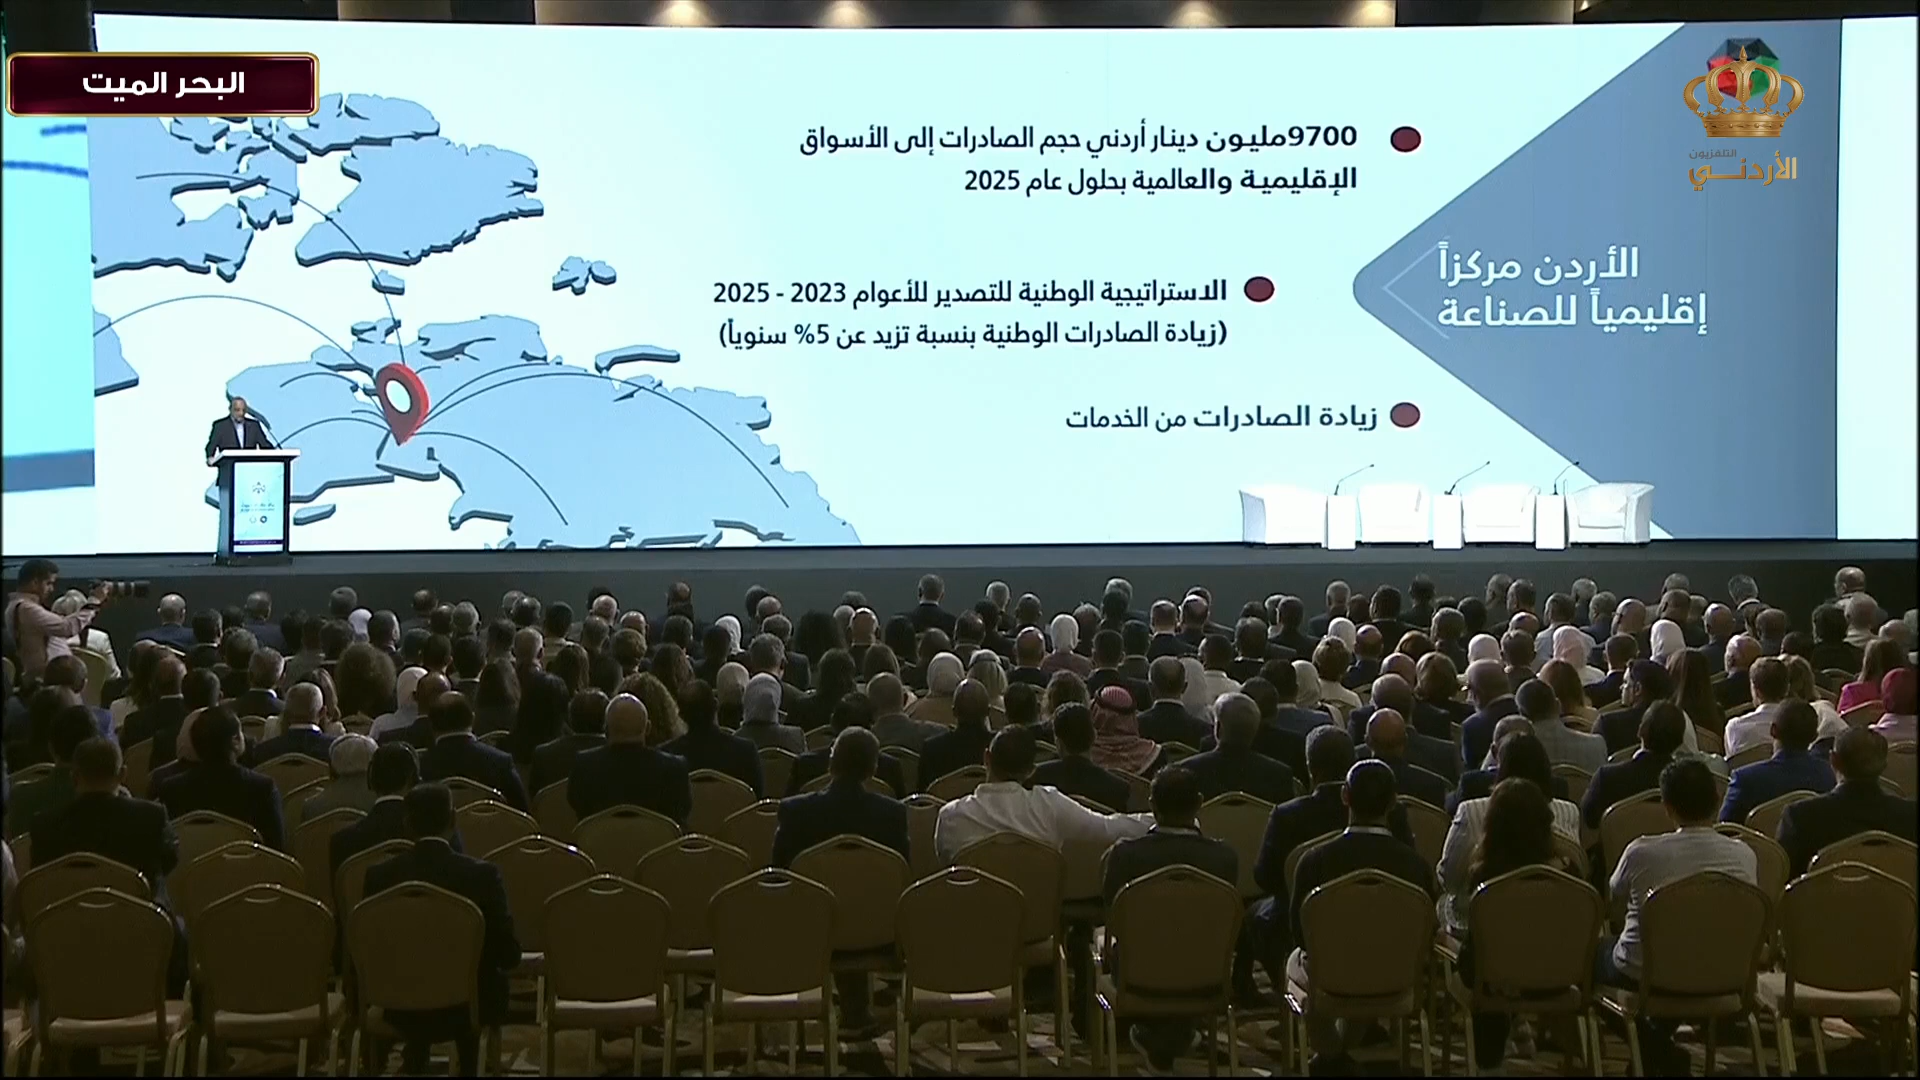 البحر الميت
التلفزيون
الأردني
9700مليون دينار أردني حجم الصادرات إلى الأسواق
الإقليمية والعالمية بحلول عام 2025
الأردن مركزاً
إقليمياً للصناعة
الاستراتيجية الوطنية للتصدير للأعوام 2023 - 2025
(زيادة الصادرات الوطنية بنسبة تزيد عن 5% سنوياً)
زيادة الصادرات من الخدمات